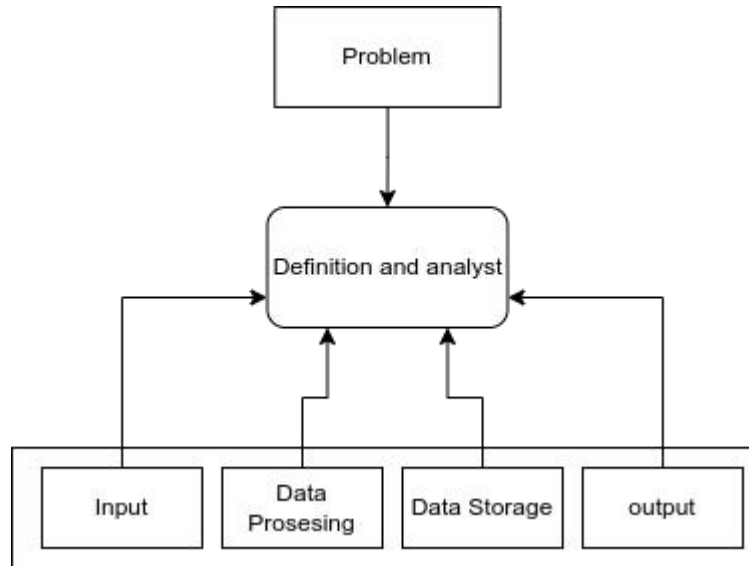 Problem
Definition and analyst
Input
Data
Prosesing
Data Storage
output